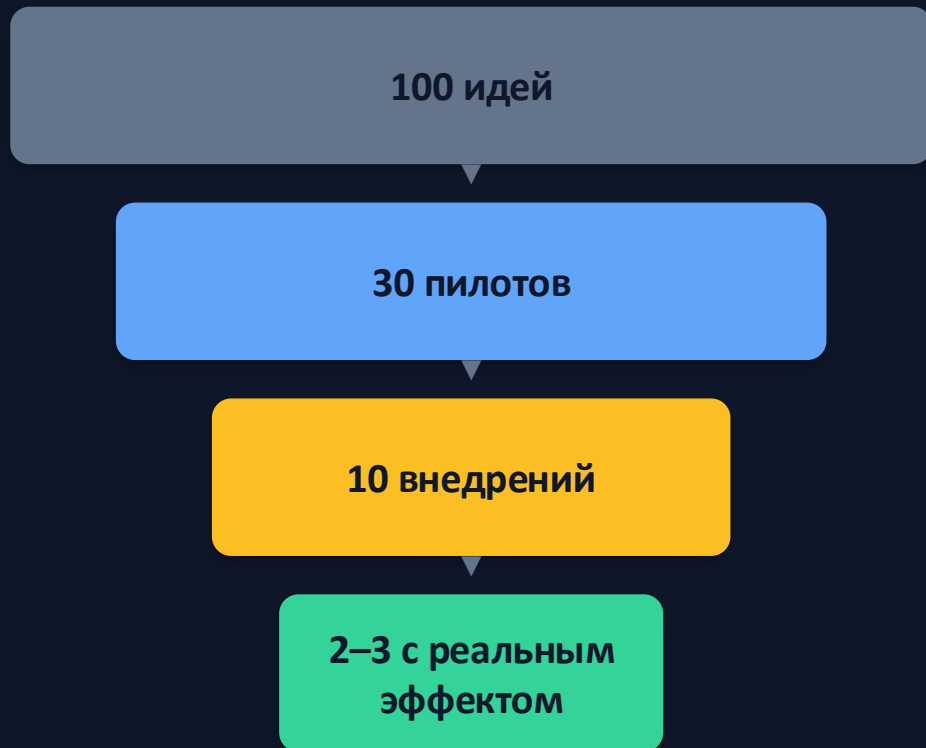 100 идей
30 пилотов
10 внедрений
2–3 с реальным
эффектом